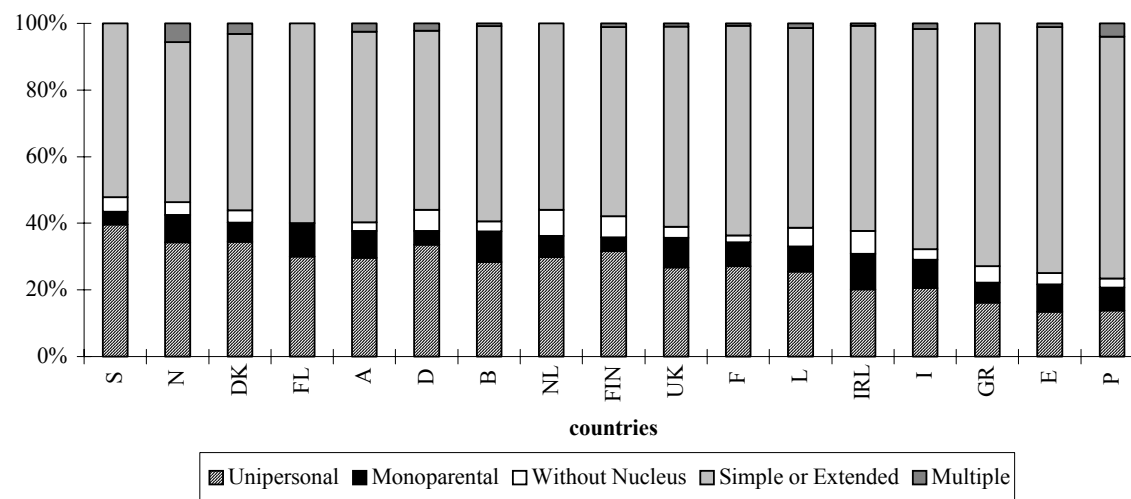 100%
80%
60%
40%
20%
0%
S N DK FL A D B NL FIN UK F L IRL I GR E P
countries
Unipersonal Monoparental Without Nucleus Simple or Extended Multiple